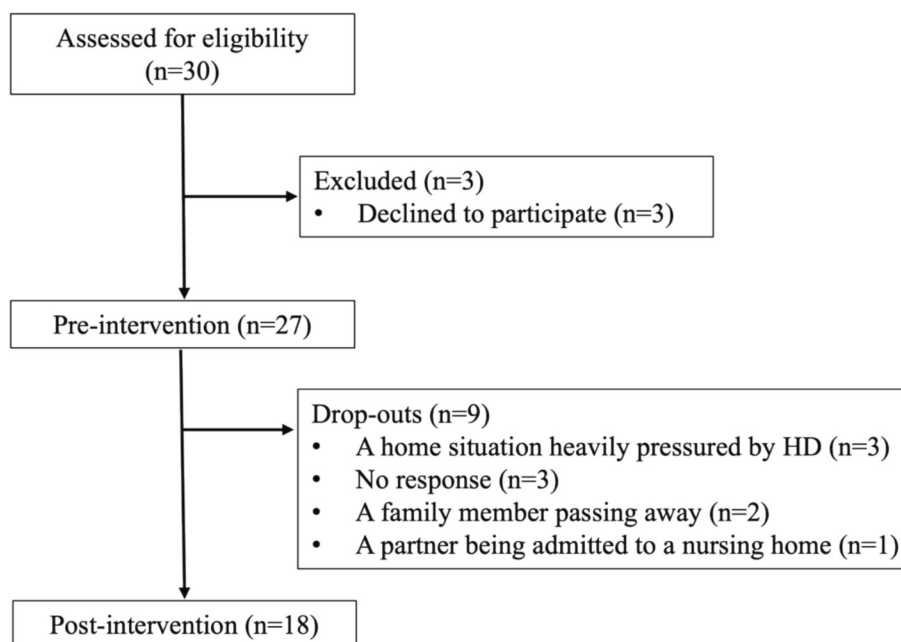 Assessed for eligibility
(n=30)
Excluded (n=3)
• Declined to participate (n=3)
Pre-intervention (n=27)
Drop-outs (n=9)
• A home situation heavily pressured by HD (n=3)
• No response (n=3)
• A family member passing away (n=2)
• A partner being admitted to a nursing home (n=1)
Post-intervention (n=18)